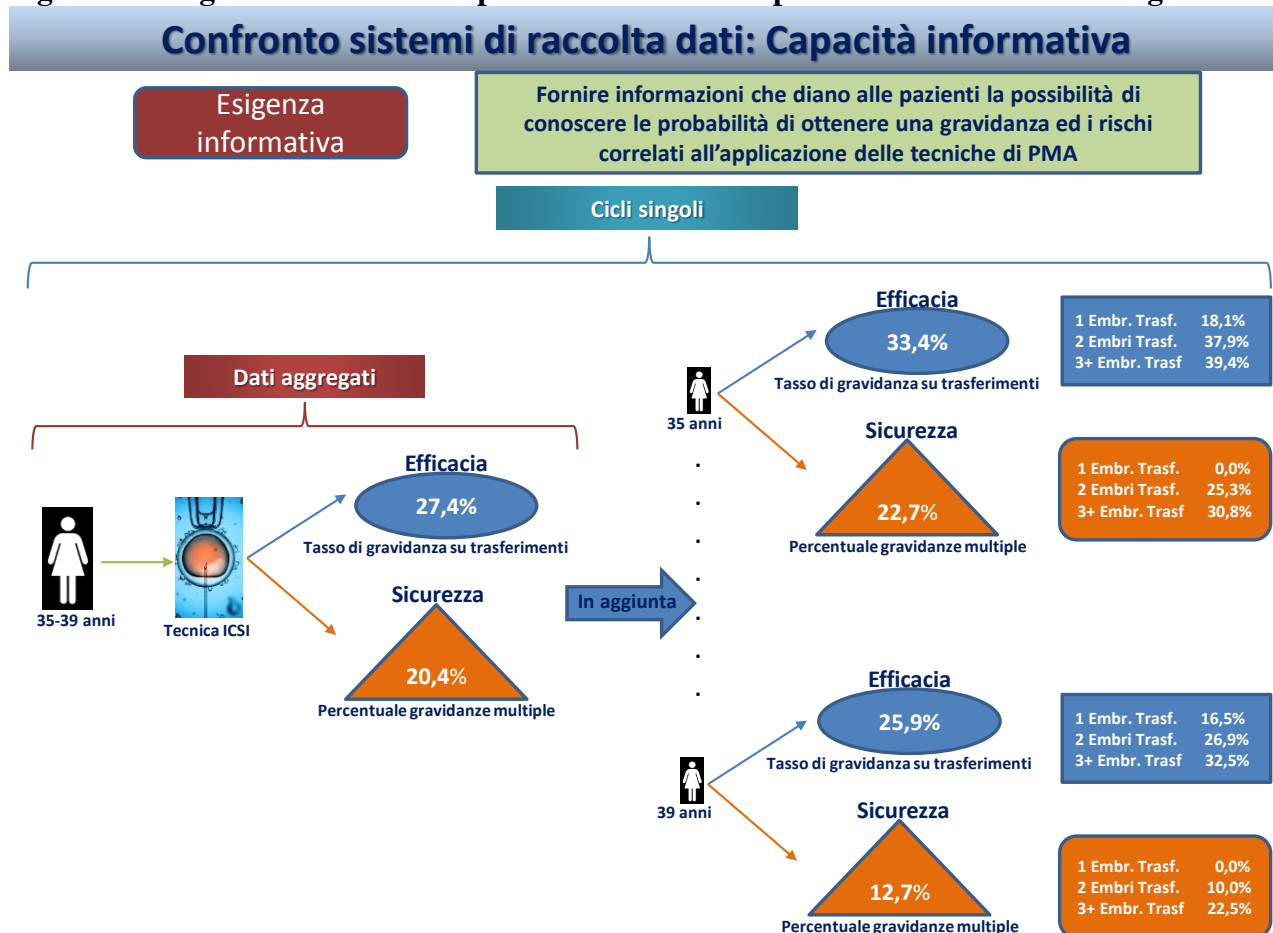 Confronto sistemi di raccolta dati: Capacità informativa
Esigenza
informativa
Fornire informazioni che diano alle pazienti la possibilità di
conoscere le probabilità di ottenere una gravidanza ed i rischi
correlati all'applicazione delle tecniche di PMA
Cicli singoli
Dati aggregati
35-39 anni
Tecnica ICSI
Efficacia
27,4%
Tasso di gravidanza su trasferimenti
Sicurezza
20,4%
Percentuale gravidanze multiple
In aggiunta
35 anni
Efficacia
33,4%
Tasso di gravidanza su trasferimenti
1 Embr. Trasf. 18,1%
2 Embri Trasf. 37,9%
3+ Embr. Trasf 39,4%
Sicurezza
22,7%
Percentuale gravidanze multiple
1 Embr. Trasf. 0,0%
2 Embri Trasf. 25,3%
3+ Embr. Trasf 30,8%
39 anni
Efficacia
25,9%
Tasso di gravidanza su trasferimenti
1 Embr. Trasf. 16,5%
2 Embri Trasf. 26,9%
3+ Embr. Trasf 32,5%
Sicurezza
12,7%
Percentuale gravidanze multiple
1 Embr. Trasf. 0,0%
2 Embri Trasf. 10,0%
3+ Embr. Trasf 22,5%